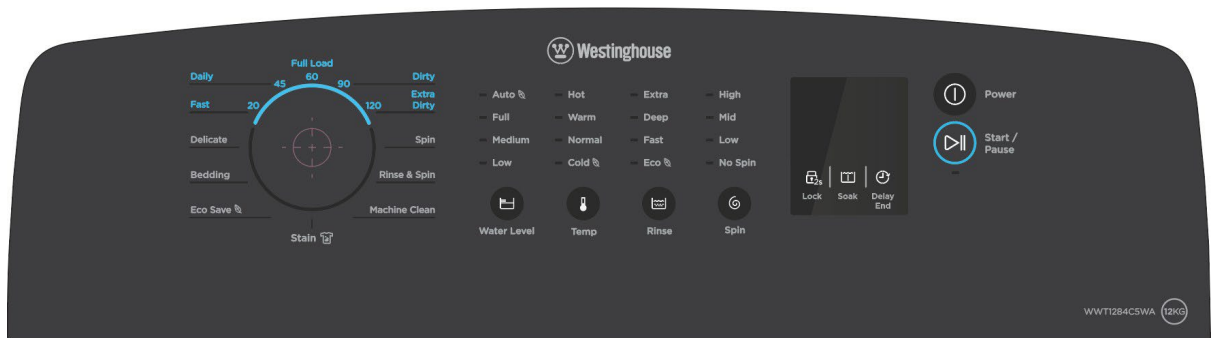 Westinghouse
Full Load
Daily 45 60 90 Dirty
Fast 20 120 Extra Dirty
Delicate Spin
Bedding Rinse & Spin
Eco Save Machine Clean
Stain
Auto Hot Extra High
Full Warm Deep Mid
Medium Normal Fast Low
Low Cold Eco No Spin
Water Level Temp Rinse Spin
2s
Lock Soak Delay End
Power
Start / Pause
WWT1284C5WA 12KG